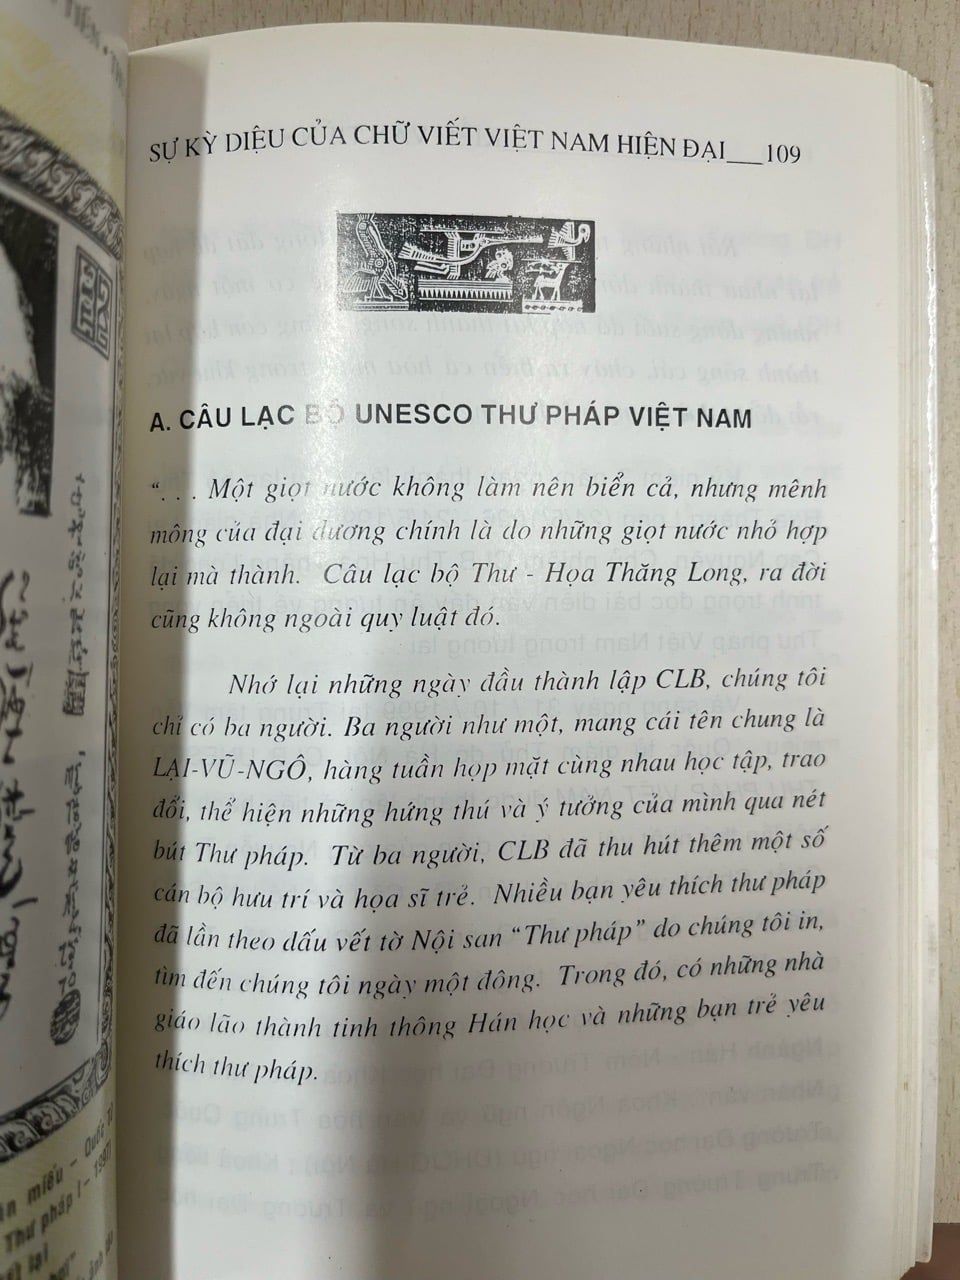 SỰ KỲ DIỆU CỦA CHỮ VIẾT VIỆT NAM HIỆN ĐẠI___109
A. CÂU LẠC BỘ UNESCO THƯ PHÁP VIỆT NAM
“. . . Một giọt nước không làm nên biển cả, nhưng mênh
mông của đại dương chính là do những giọt nước nhỏ hợp
lại mà thành. Câu lạc bộ Thư - Họa Thăng Long, ra đời
cũng không ngoài quy luật đó.
Nhớ lại những ngày đầu thành lập CLB, chúng tôi
chỉ có ba người. Ba người như một, mang cái tên chung là
LẠI-VŨ-NGÔ, hàng tuần họp mặt cùng nhau học tập, trao
đổi, thể hiện những hứng thú và ý tưởng của mình qua nét
bút Thư pháp. Từ ba người, CLB đã thu hút thêm một số
cán bộ hưu trí và họa sĩ trẻ. Nhiều bạn yêu thích thư pháp
đã lần theo dấu vết tờ Nội san “Thư pháp” do chúng tôi in,
tìm đến chúng tôi ngày một đông. Trong đó, có những nhà
giáo lão thành tinh thông Hán học và những bạn trẻ yêu
thích thư pháp.
miếu – Quốc
Thư pháp I – 1997